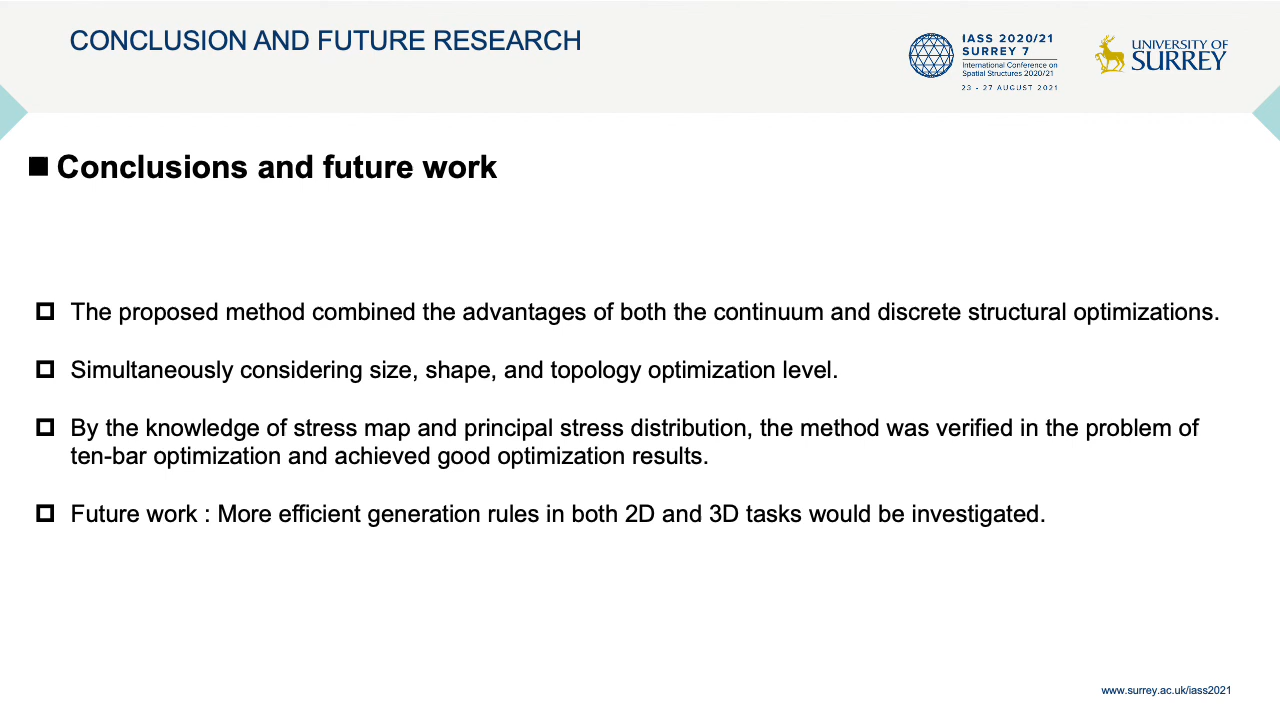 CONCLUSION AND FUTURE RESEARCH
IASS 2020/21
SURREY 7
International Conference on
Spatial Structures 2020/21
23 - 27 AUGUST 2021
UNIVERSITY OF
SURREY
Conclusions and future work
The proposed method combined the advantages of both the continuum and discrete structural optimizations.
Simultaneously considering size, shape, and topology optimization level.
By the knowledge of stress map and principal stress distribution, the method was verified in the problem of
ten-bar optimization and achieved good optimization results.
Future work : More efficient generation rules in both 2D and 3D tasks would be investigated.
www.surrey.ac.uk/iass2021